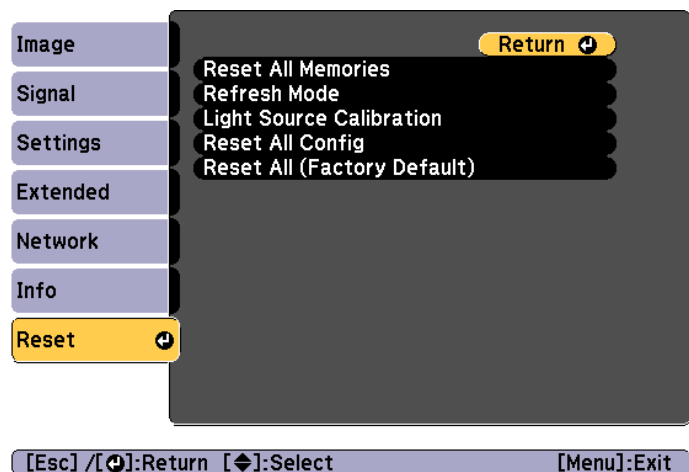 Image
Signal
Settings
Extended
Network
Info
Reset
Return
Reset All Memories
Refresh Mode
Light Source Calibration
Reset All Config
Reset All (Factory Default)
[Esc] /[⏎]:Return [◆]:Select [Menu]:Exit